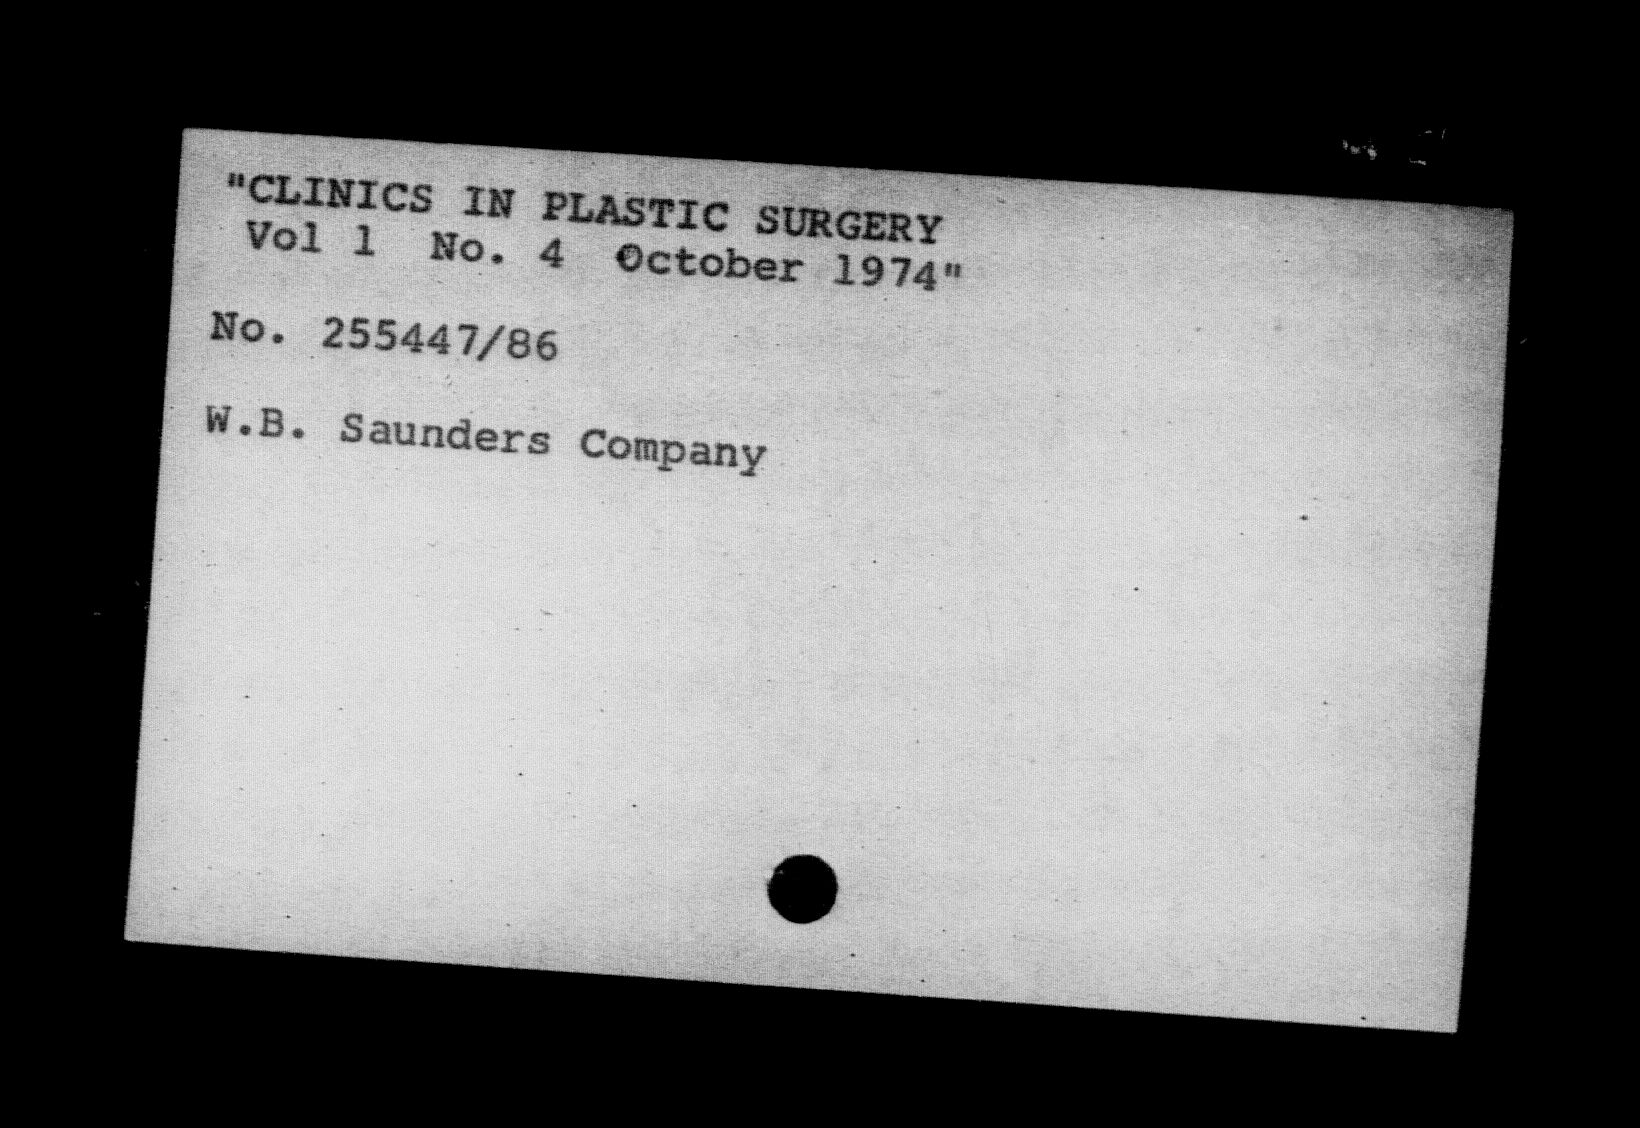 "CLINICS IN PLASTIC SURGERY
Vol 1 No. 4 October 1974"
No. 255447/86
W.B. Saunders Company